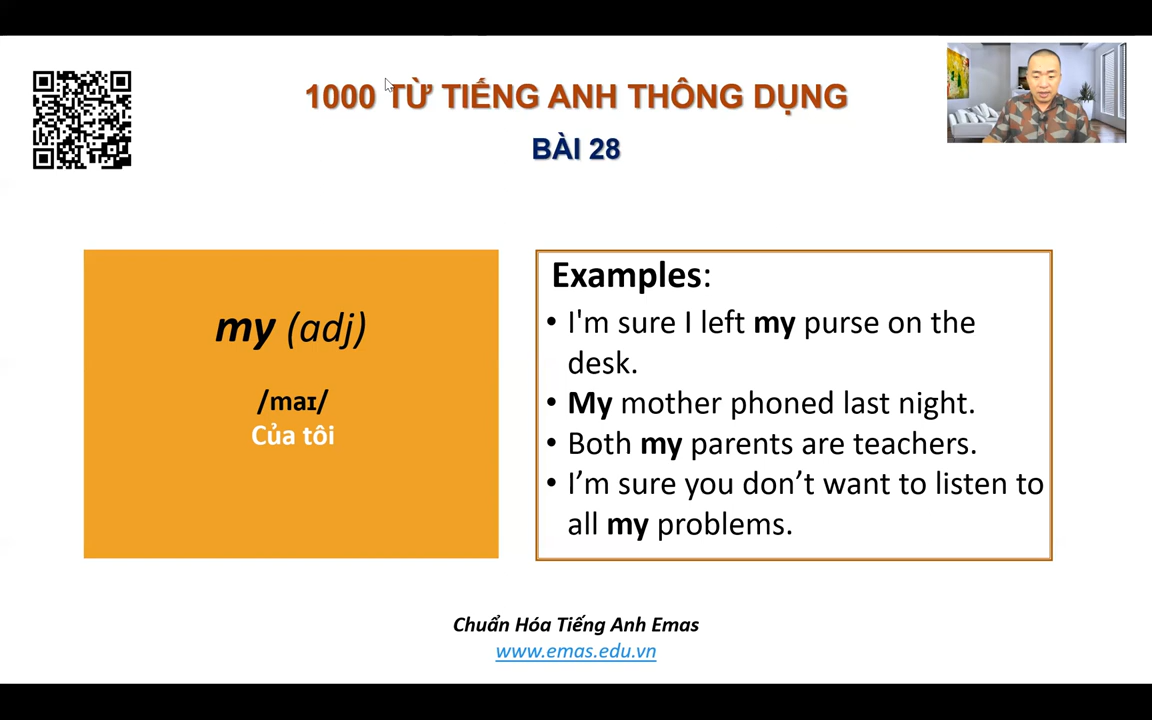 1000 TỪ TIẾNG ANH THÔNG DỤNG
BÀI 28
my (adj)
/maɪ/
Của tôi
Examples:
• I'm sure I left my purse on the
desk.
• My mother phoned last night.
• Both my parents are teachers.
• I’m sure you don’t want to listen to
all my problems.
Chuẩn Hóa Tiếng Anh Emas
www.emas.edu.vn